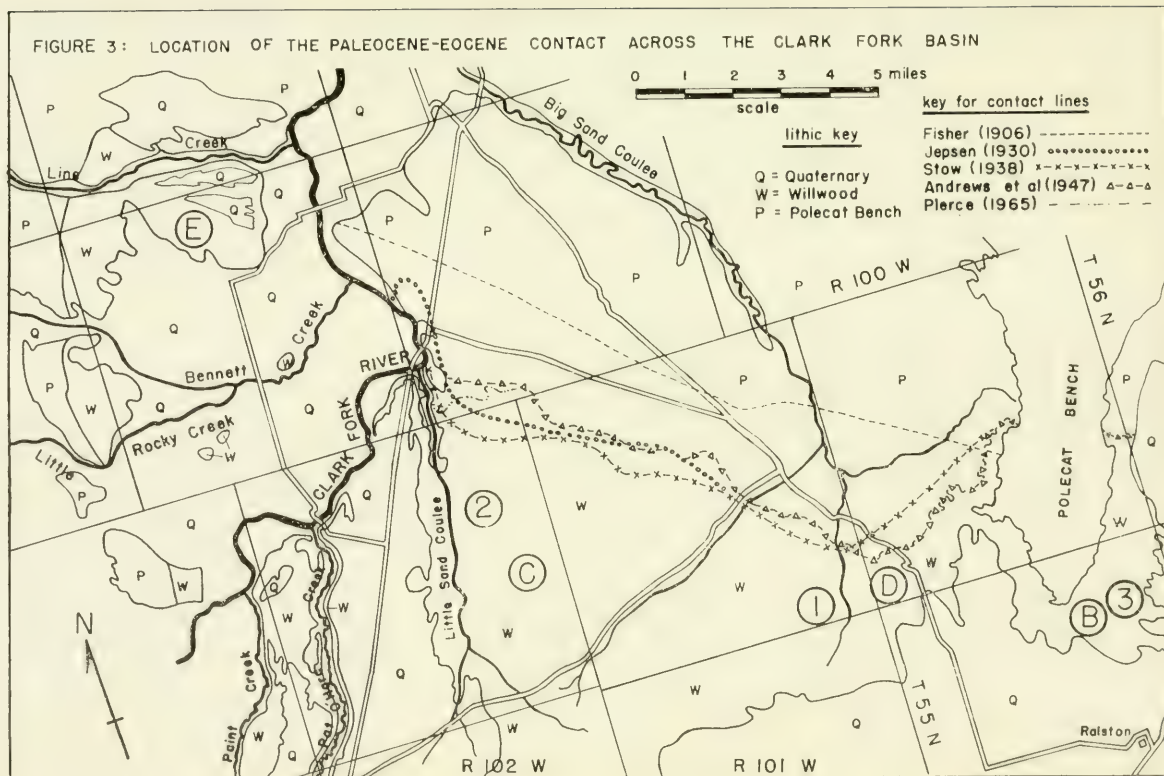 FIGURE 3: LOCATION OF THE PALEOCENE-EOCENE CONTACT ACROSS THE CLARK FORK BASIN
0 1 2 3 4 5 miles
scale
lithic key
Q = Quaternary
W = Willwood
P = Polecat Bench
key for contact lines
Fisher (1906)
Jepsen (1930)
Stow (1938)
Andrews et al (1947)
Pierce (1965)
Big Sand Coulee
Line Creek
P
Q
P
Q
W
Q
Q
Q
E
P
W
W
P
P
P
P
R 100 W
T 56 N
Q
Q
Q
W
Bennett Creek
CLARK FORK RIVER
P
W
Q
Q
Little Rocky Creek
Q
W
P
P
P
POLECAT BENCH
P
Q
W
2
Little Sand Coulee
C
W
W
W
P
W
Q
Q
Q
W
W
Q
Paint Creek
Pat O'Hara Creek
W
Q
W
1
D
W
B
3
N
Q
W
W
Q
W
Q
T 55 N
Q
Ralston
R 102 W
R 101 W